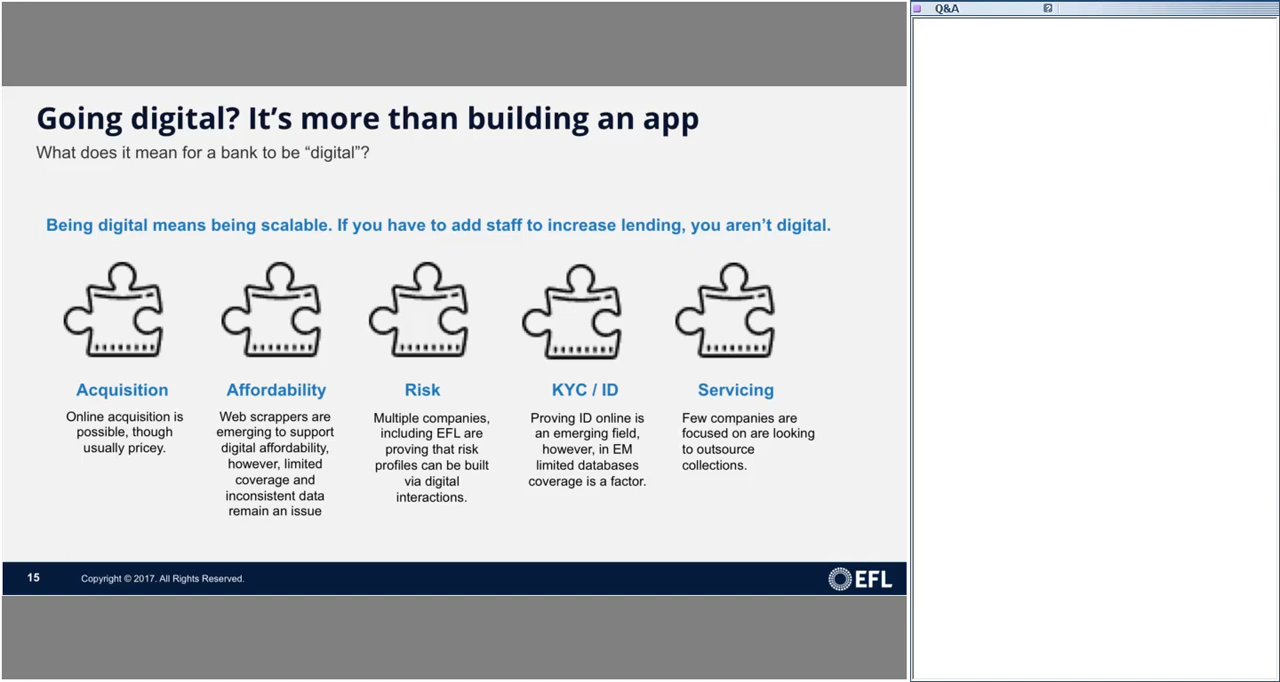 Q&A
?
Going digital? It’s more than building an app
What does it mean for a bank to be “digital”?
Being digital means being scalable. If you have to add staff to increase lending, you aren’t digital.
Acquisition
Online acquisition is
possible, though
usually pricey.
Affordability
Web scrappers are
emerging to support
digital affordability,
however, limited
coverage and
inconsistent data
remain an issue
Risk
Multiple companies,
including EFL are
proving that risk
profiles can be built
via digital
interactions.
KYC / ID
Proving ID online is
an emerging field,
however, in EM
limited databases
coverage is a factor.
Servicing
Few companies are
focused on are looking
to outsource
collections.
15
Copyright © 2017. All Rights Reserved.
EFL